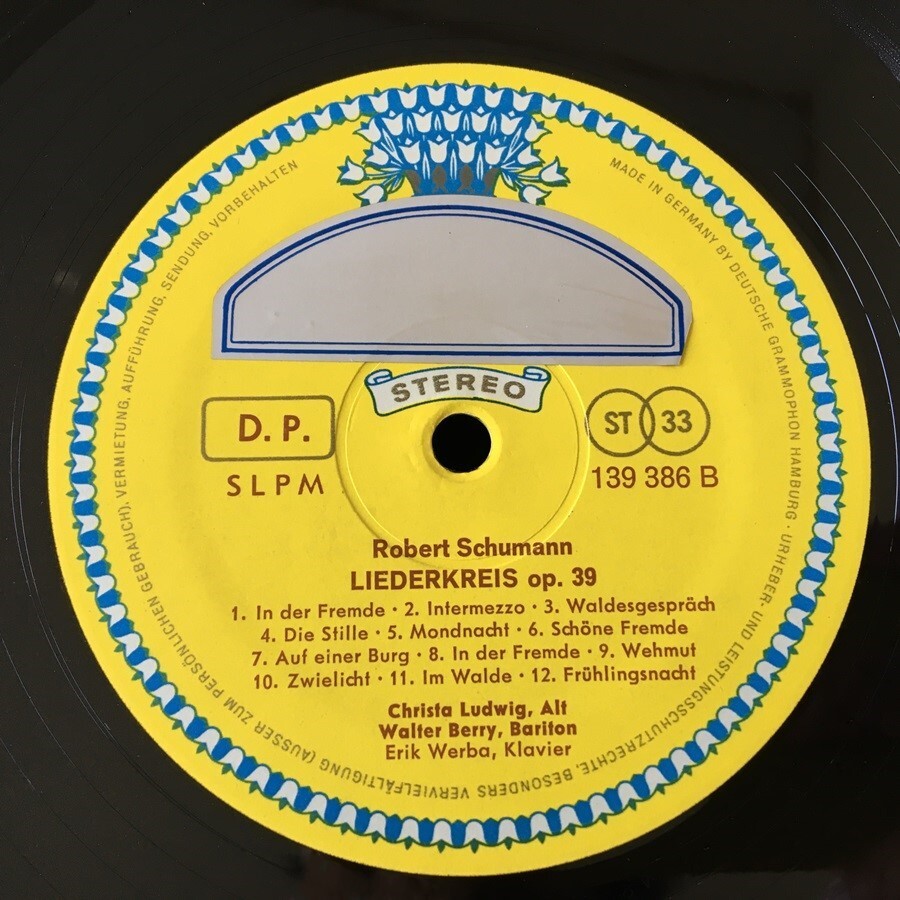 STEREO
D. P.
SLPM
ST 33
139 386 B
Robert Schumann
LIEDERKREIS op. 39
1. In der Fremde · 2. Intermezzo · 3. Waldesgespräch
4. Die Stille · 5. Mondnacht · 6. Schöne Fremde
7. Auf einer Burg · 8. In der Fremde · 9. Wehmut
10. Zwielicht · 11. Im Walde · 12. Frühlingsnacht
Christa Ludwig, Alt
Walter Berry, Bariton
Erik Werba, Klavier
MADE IN GERMANY BY DEUTSCHE GRAMMOPHON HAMBURG · URHEBER- UND LEISTUNGSSCHUTZRECHTE, BESONDERS VERVIELFÄLTIGUNG (AUSSER ZUM PERSÖNLICHEN GEBRAUCH), VERMIETUNG, AUFFÜHRUNG, SENDUNG, VORBEHALTEN